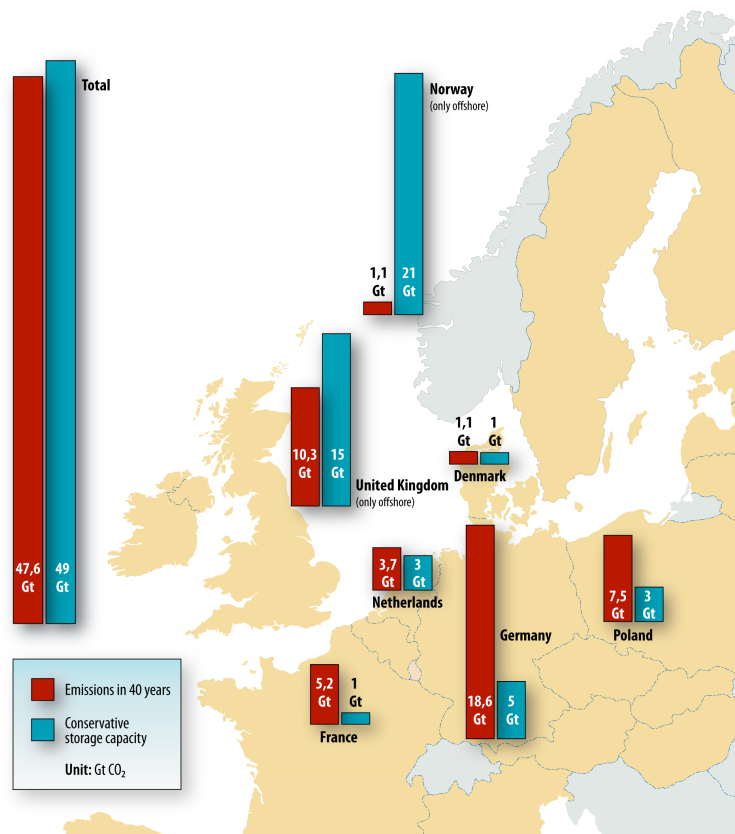 Total
47,6
Gt
49
Gt
Norway
(only offshore)
1,1
Gt
21
Gt
10,3
Gt
15
Gt
United Kingdom
(only offshore)
1,1
Gt
1
Gt
Denmark
3,7
Gt
3
Gt
Netherlands
18,6
Gt
5
Gt
Germany
7,5
Gt
3
Gt
Poland
5,2
Gt
1
Gt
France
Emissions in 40 years
Conservative
storage capacity
Unit: Gt CO₂